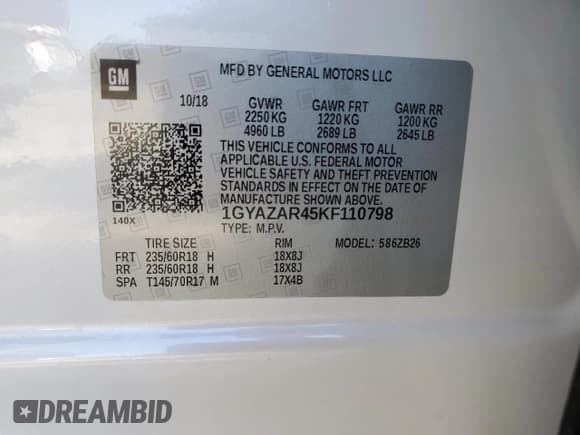 GM
MFD BY GENERAL MOTORS LLC
10/18 GVWR GAWR FRT GAWR RR
2250 KG 1220 KG 1200 KG
4960 LB 2689 LB 2645 LB
THIS VEHICLE CONFORMS TO ALL
APPLICABLE U.S. FEDERAL MOTOR
VEHICLE SAFETY AND THEFT PREVENTION
STANDARDS IN EFFECT ON THE DATE OF
MANUFACTURE SHOWN ABOVE.
140X 1GYAZAR45KF110798
TYPE: M.P.V.
TIRE SIZE RIM MODEL: 586ZB26
FRT 235/60R18 H 18X8J
RR 235/60R18 H 18X8J
SPA T145/70R17 M 17X4B
#DREAMBID